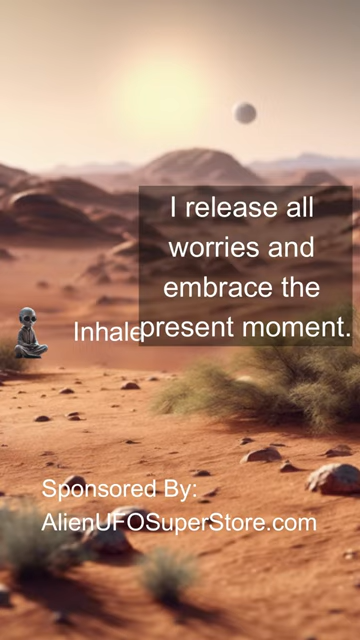 I release all
worries and
embrace the
present moment.
Inhale
Sponsored By:
AlienUFOSuperStore.com